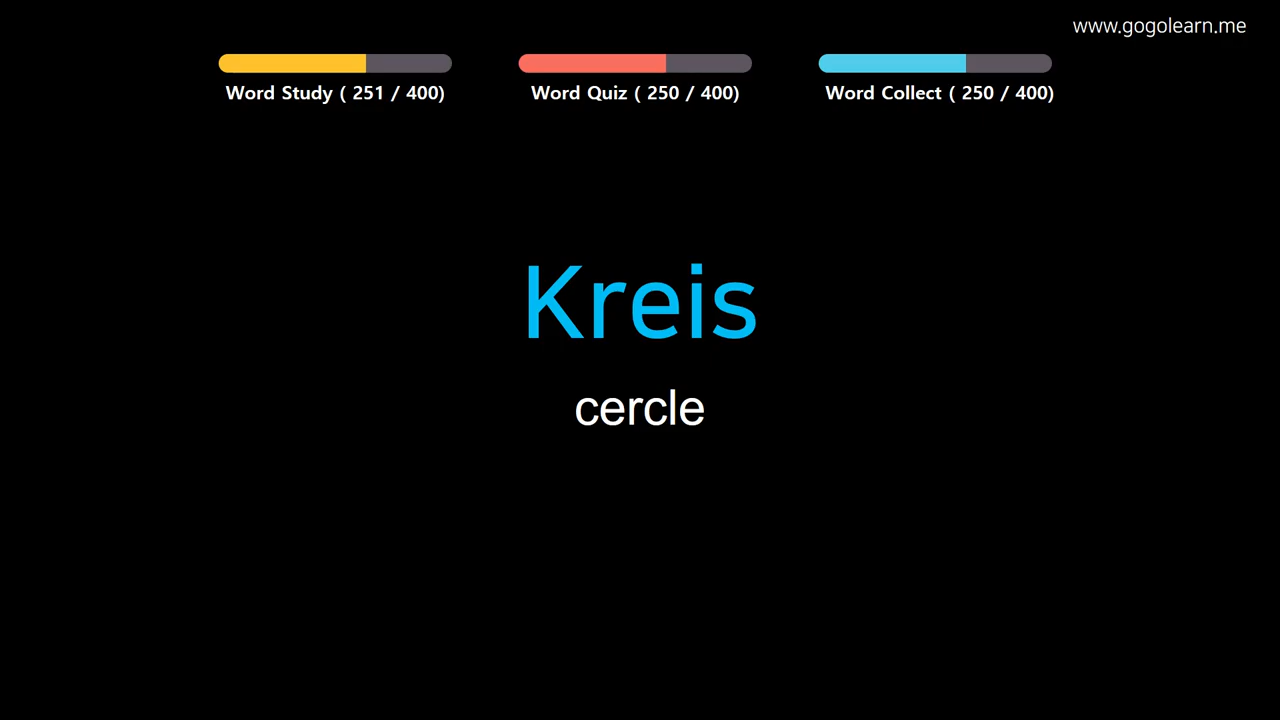 www.gogolearn.me
Word Study ( 251 / 400)
Word Quiz ( 250 / 400)
Word Collect ( 250 / 400)
Kreis
cercle